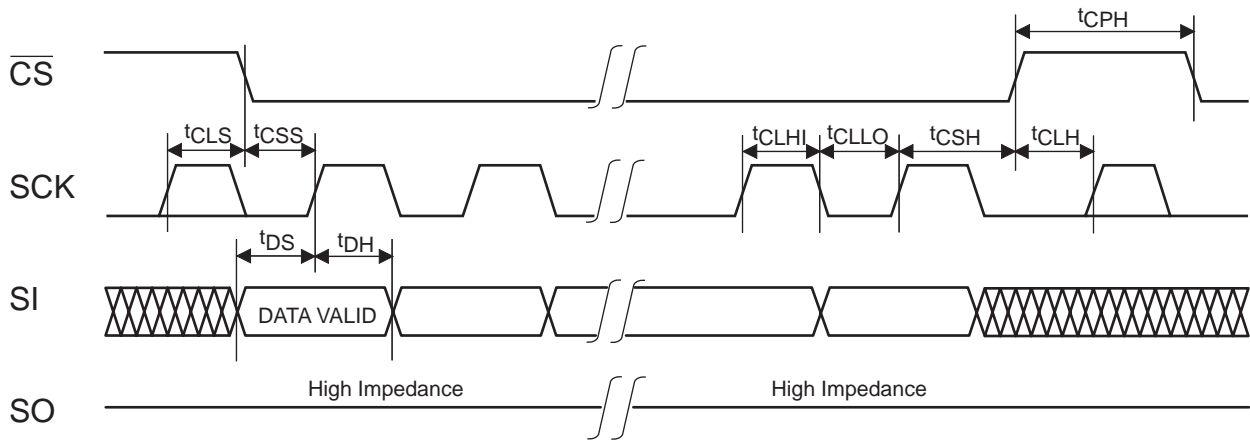 tCPH
CS
tCLS tCSS tCLHI tCLLO tCSH tCLH
SCK
tDS tDH
SI DATA VALID
High Impedance High Impedance
SO